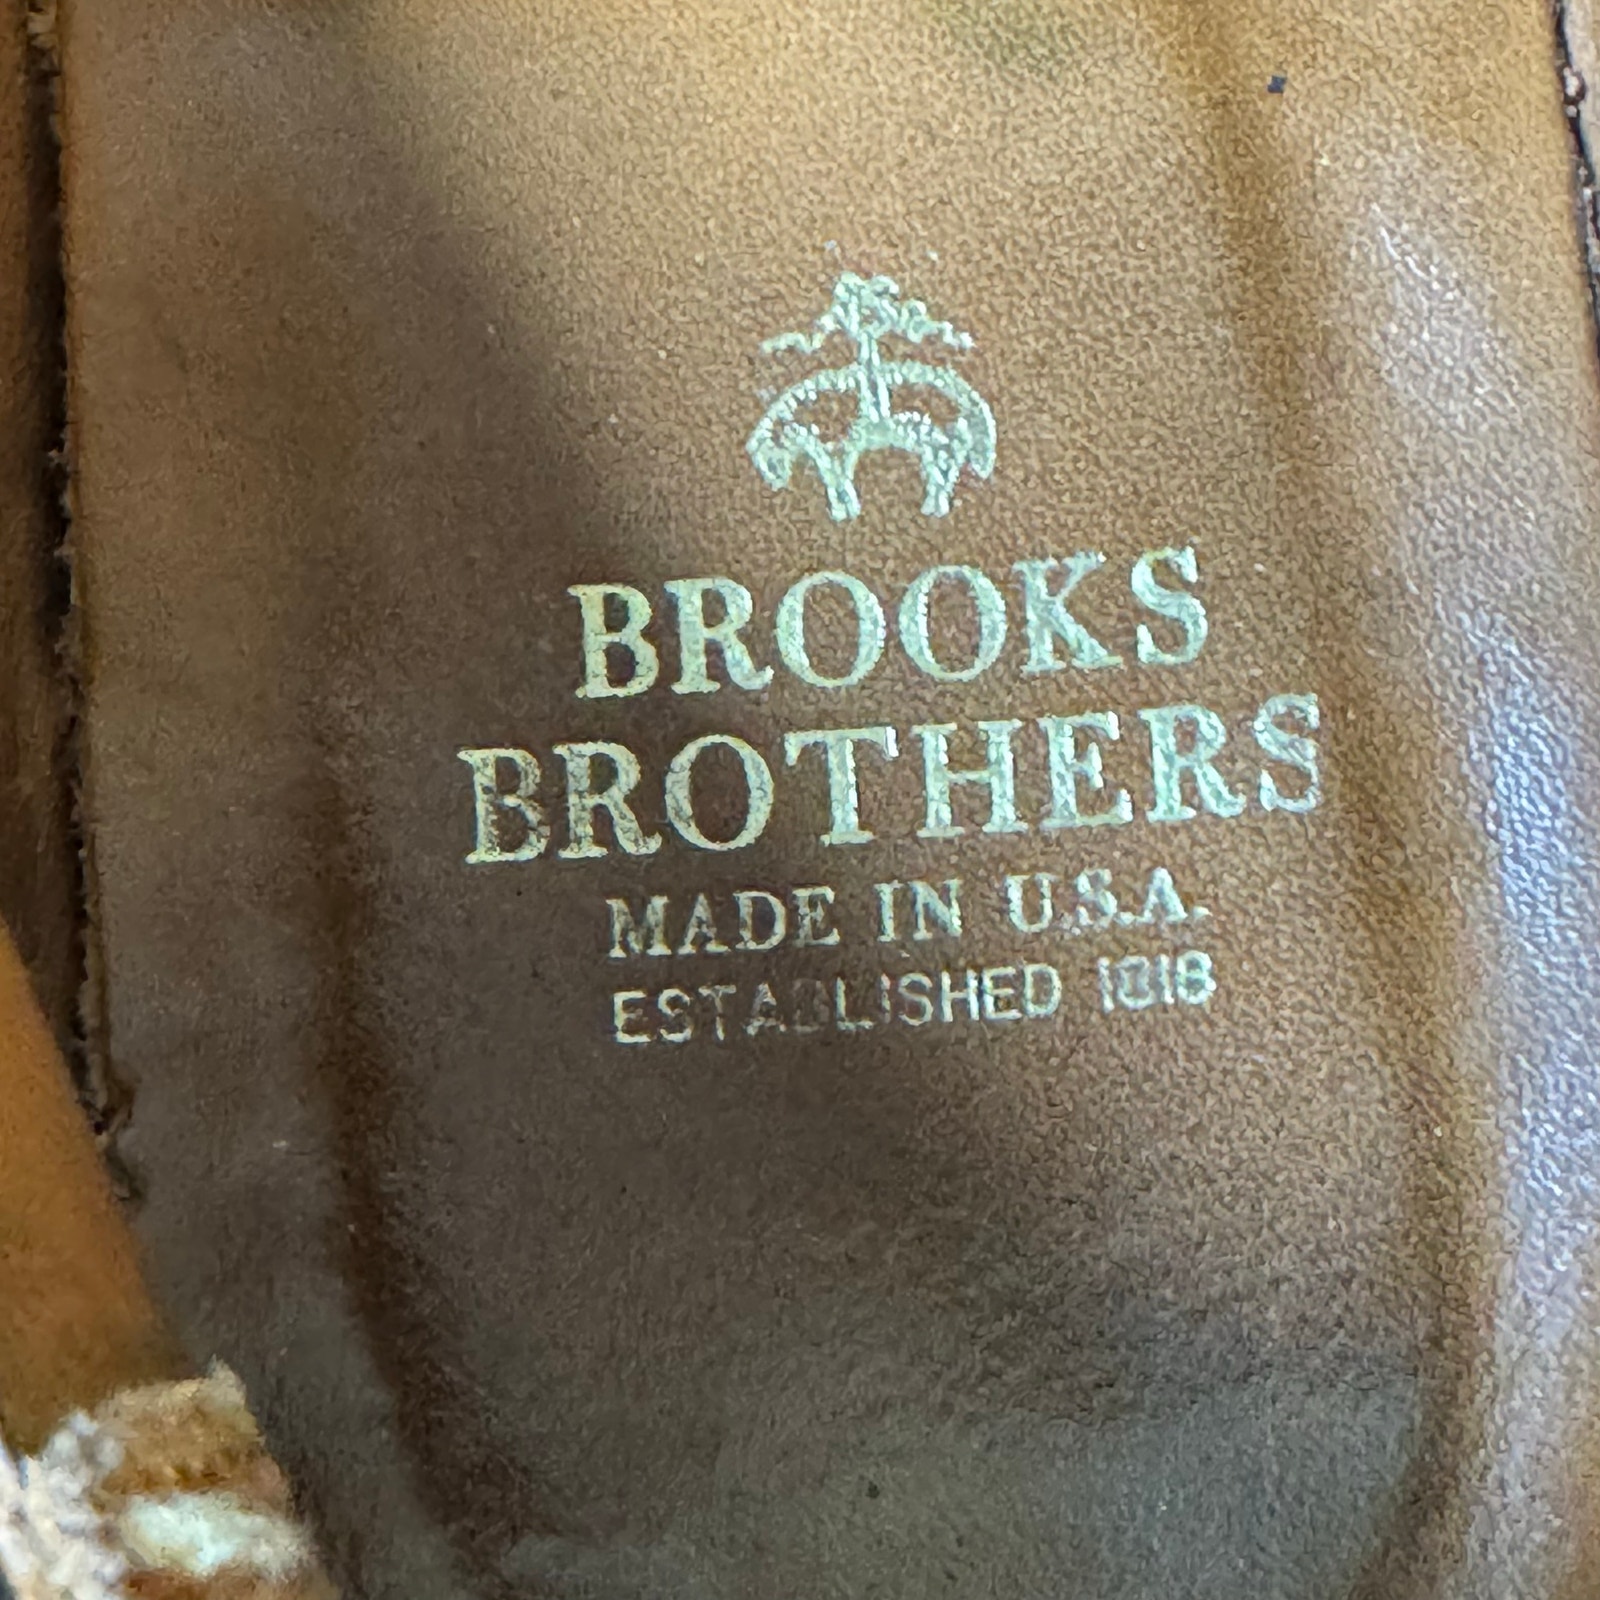 BROOKS
BROTHERS
MADE IN U.S.A.
ESTABLISHED 1818